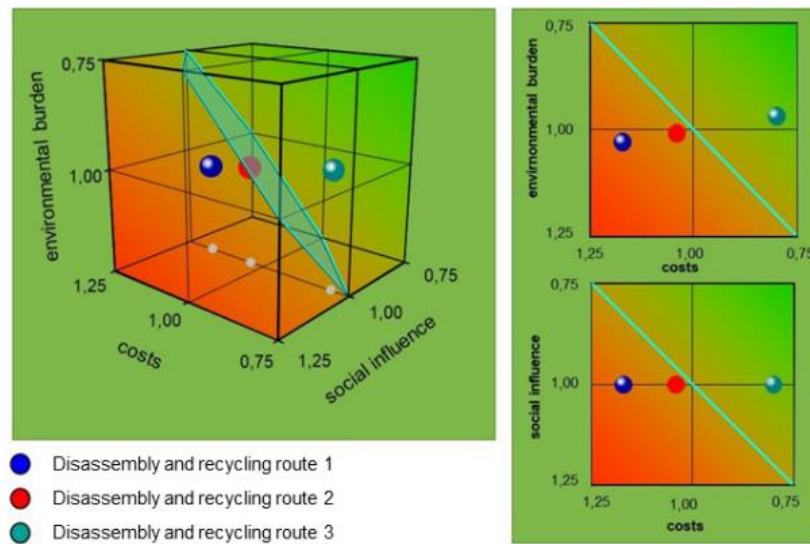 0,75
environmental burden
1,00
1,25
costs
1,00
0,75
1,25
social influence
1,00
0,75
Disassembly and recycling route 1
Disassembly and recycling route 2
Disassembly and recycling route 3
0,75
envirnonmental burden
1,00
1,25
1,25
1,00
0,75
costs
0,75
social influence
1,00
1,25
1,25
1,00
0,75
costs